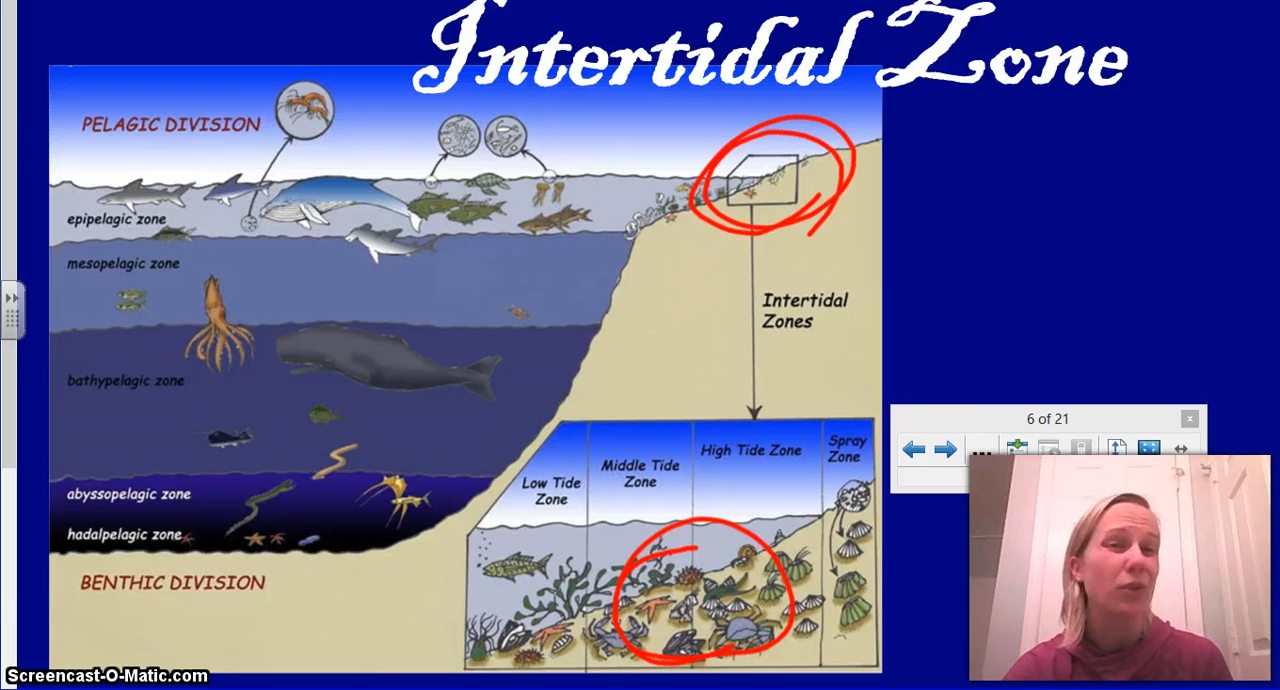 Intertidal Zone
PELAGIC DIVISION
epipelagic zone
mesopelagic zone
Intertidal
Zones
bathypelagic zone
6 of 21
x
Low Tide
Zone
Middle Tide
Zone
High Tide Zone
Spray
Zone
abyssopelagic zone
hadalpelagic zone
BENTHIC DIVISION
Screencast-O-Matic.com